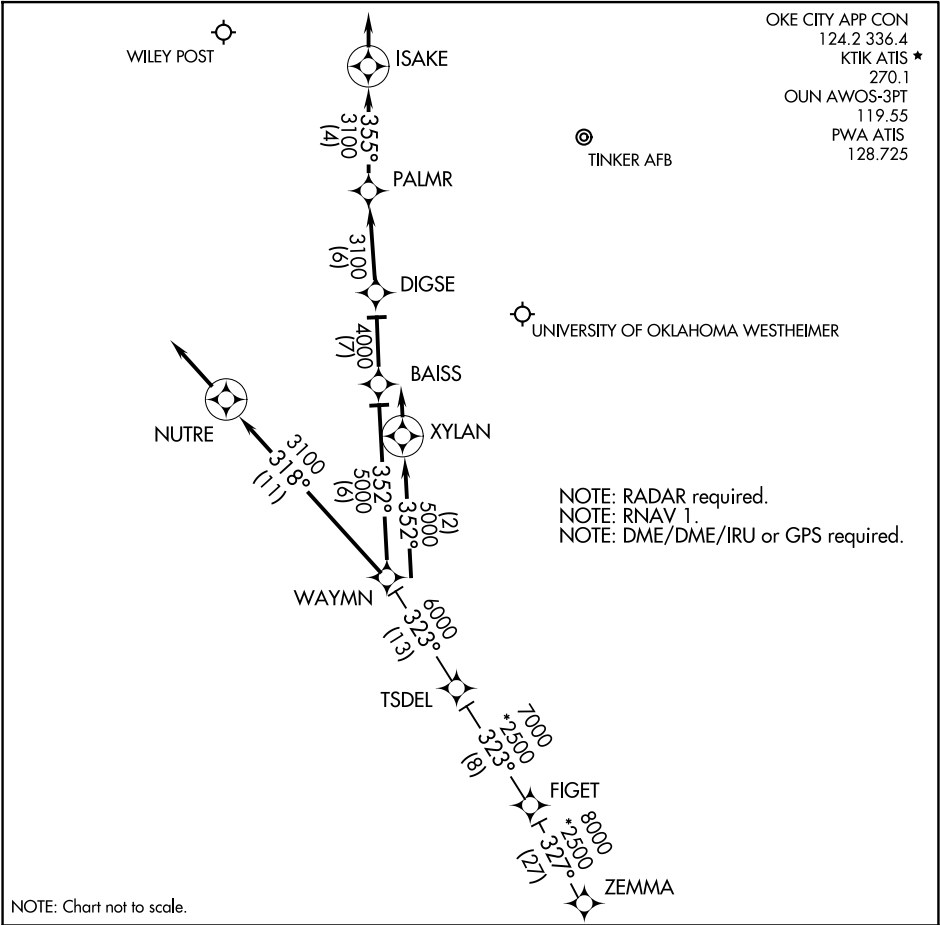 OKE CITY APP CON
124.2 336.4
KTIK ATIS ★
270.1
OUN AWOS-3PT
119.55
PWA ATIS
128.725
WILEY POST
ISAKE
TINKER AFB
355°
3100
(4)
PALMR
3100
(6)
DIGSE
UNIVERSITY OF OKLAHOMA WESTHEIMER
4000
(7)
BAISS
XYLAN
NUTRE
3100
318°
(11)
352°
5000
(6)
(2)
5000
352°
NOTE: RADAR required.
NOTE: RNAV 1.
NOTE: DME/DME/IRU or GPS required.
WAYMN
6000
323°
(13)
TSDEL
7000
*2500
323°
(8)
FIGET
8000
*2500
327°
(27)
ZEMMA
NOTE: Chart not to scale.